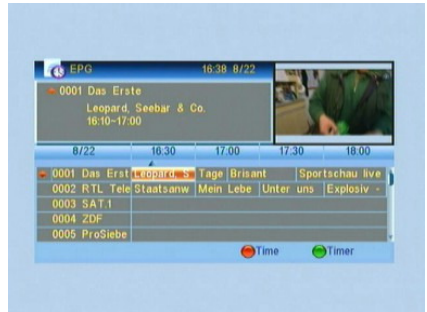 EPG 16:38 8/22
0001 Das Erste
Leopard, Seebär & Co.
16:10~17:00
8/22 16:30 17:00 17:30 18:00
0001 Das Erst Leopard, S Tage Brisant Sportschau live
0002 RTL Tele Staatsanw Mein Lebe Unter uns Explosiv -
0003 SAT.1
0004 ZDF
0005 ProSiebe
Time Timer